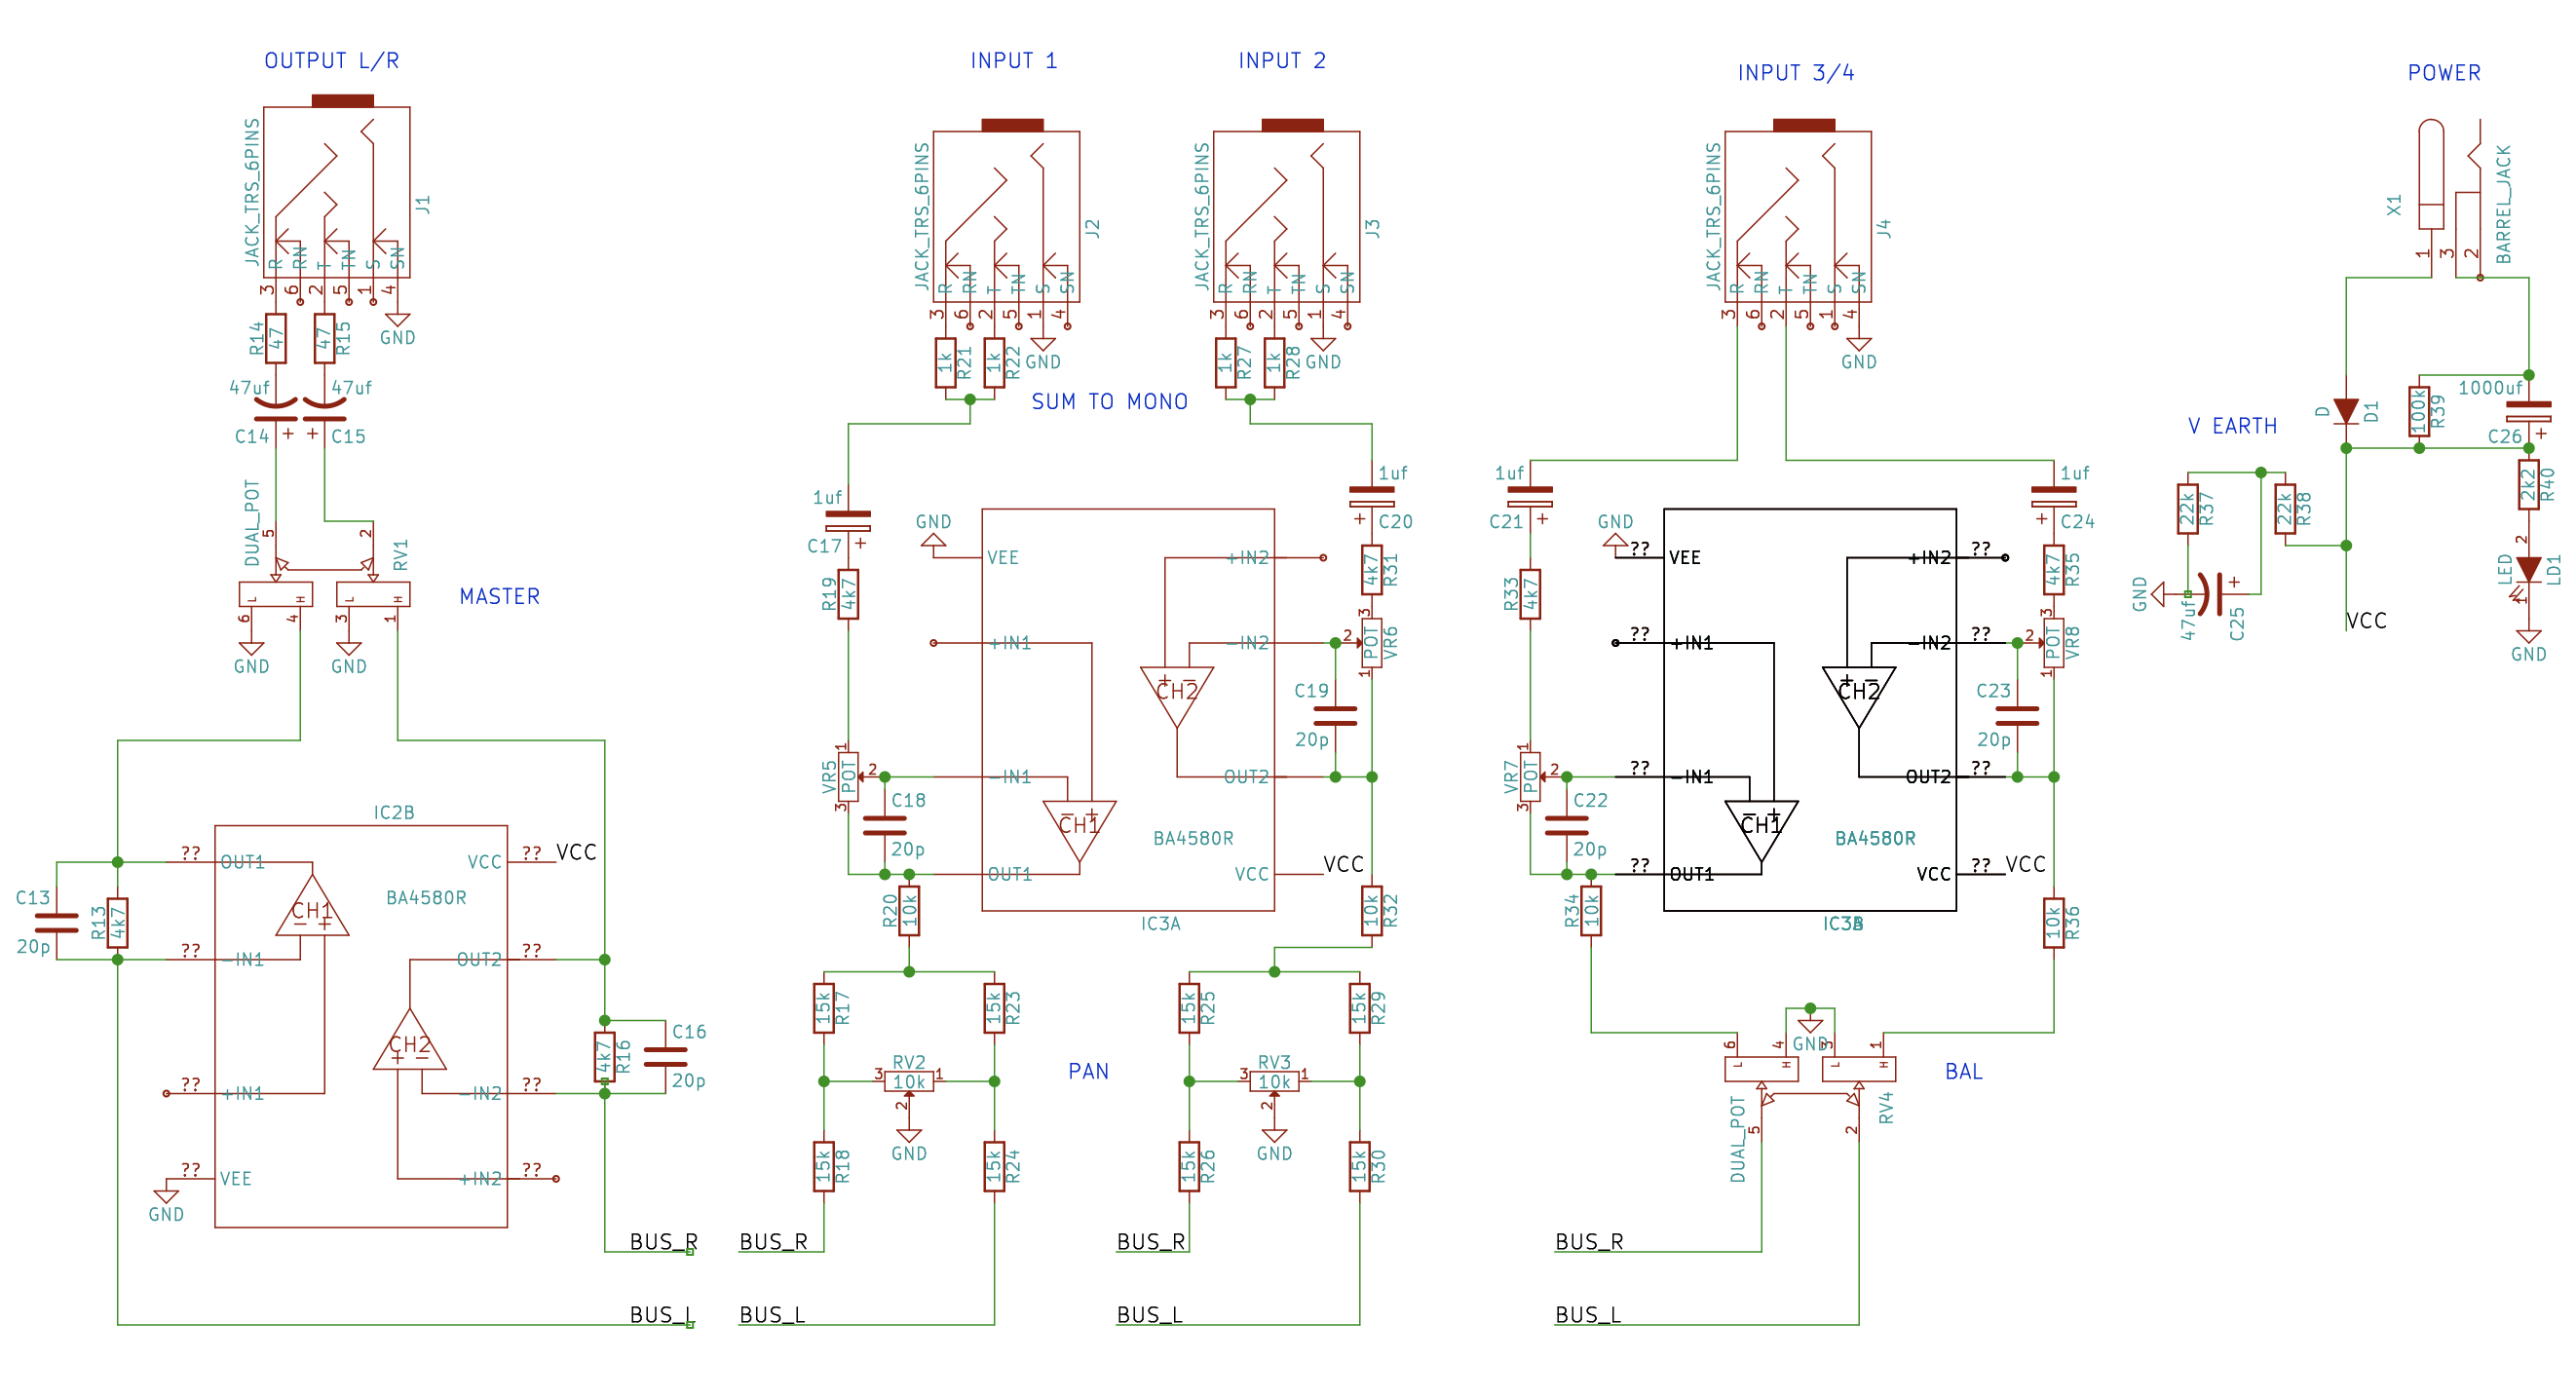 OUTPUT L/R
JACK_TRS_6PINS
J1
R
RN
T
TN
S
SN
3
6
2
5
1
4
GND
R14
47
47
R15
47uf
47uf
C14
+
+
C15
DUAL_POT
5
2
RV1
MASTER
L
H
L
H
6
4
3
1
GND
GND
IC2B
BA4580R
??
OUT1
VCC
??
VCC
C13
20p
R13
4k7
CH1
- +
??
-IN1
OUT2
??
CH2
+ -
4k7
R16
C16
20p
??
+IN1
-IN2
??
??
VEE
GND
+IN2
??
BUS_R
BUS_L
INPUT 1
JACK_TRS_6PINS
J2
R
RN
T
TN
S
SN
3
6
2
5
1
4
1k
R21
1k
R22
GND
INPUT 2
JACK_TRS_6PINS
J3
R
RN
T
TN
S
SN
3
6
2
5
1
4
1k
R27
1k
R28
GND
SUM TO MONO
1uf
C17
+
R19
4k7
GND
VEE
+IN2
+IN1
-IN2
CH2
+ -
-IN1
OUT2
CH1
- +
BA4580R
OUT1
VCC
VCC
IC3A
1uf
+
C20
4k7
R31
3
2
POT
VR6
1
C19
20p
1
VR5
POT
2
3
C18
20p
R20
10k
10k
R32
15k
R17
15k
R23
RV2
3
10k
1
2
GND
15k
R18
15k
R24
PAN
15k
R25
15k
R29
RV3
3
10k
1
2
GND
15k
R26
15k
R30
BUS_R
BUS_L
BUS_R
BUS_L
INPUT 3/4
JACK_TRS_6PINS
J4
R
RN
T
TN
S
SN
3
6
2
5
1
4
GND
1uf
C21
+
R33
4k7
GND
??
VEE
+IN2
??
??
+IN1
-IN2
??
CH2
+ -
??
-IN1
OUT2
??
CH1
- +
BA4580R
??
OUT1
VCC
??
VCC
1uf
+
C24
4k7
R35
3
2
POT
VR8
1
C23
20p
1
VR7
POT
2
3
C22
20p
R34
10k
10k
R36
6
4
GND
3
1
L
H
L
H
BAL
DUAL_POT
5
2
RV4
BUS_R
BUS_L
POWER
X1
BARREL_JACK
1
3
2
D
D1
100k
R39
1000uf
C26
+
V EARTH
22k
R37
22k
R38
2k2
R40
GND
47uf
+
C25
VCC
2
LED
LD1
1
GND